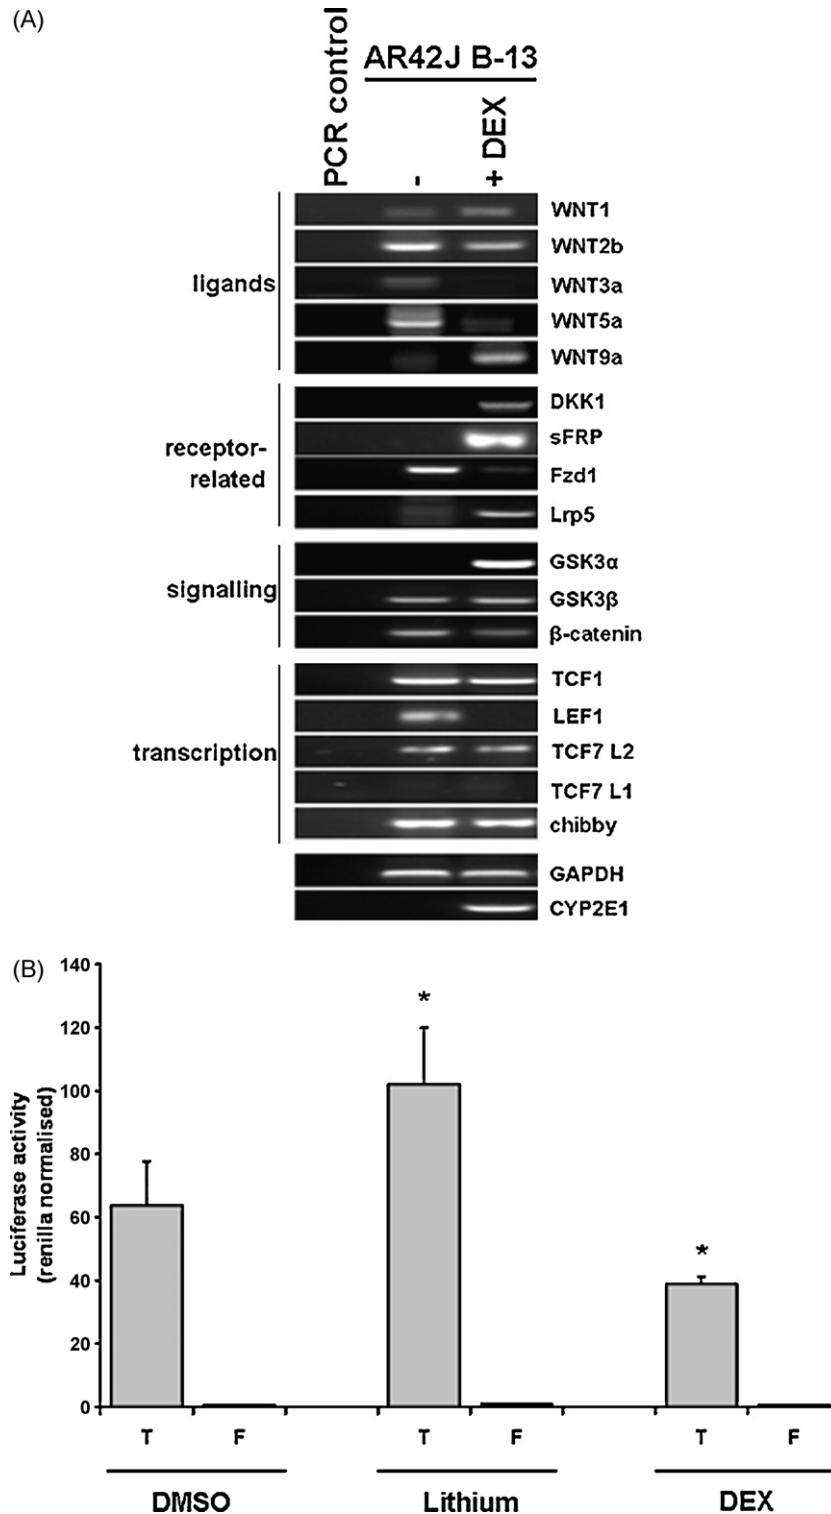 (A)
PCR control
AR42J B-13
-
+ DEX
ligands
WNT1
WNT2b
WNT3a
WNT5a
WNT9a
receptor-
related
DKK1
sFRP
Fzd1
Lrp5
signalling
GSK3α
GSK3β
β-catenin
transcription
TCF1
LEF1
TCF7 L2
TCF7 L1
chibby
GAPDH
CYP2E1
(B)
Luciferase activity
(renilla normalised)
140
120
100
80
60
40
20
0
*
*
T F T F T F
DMSO Lithium DEX